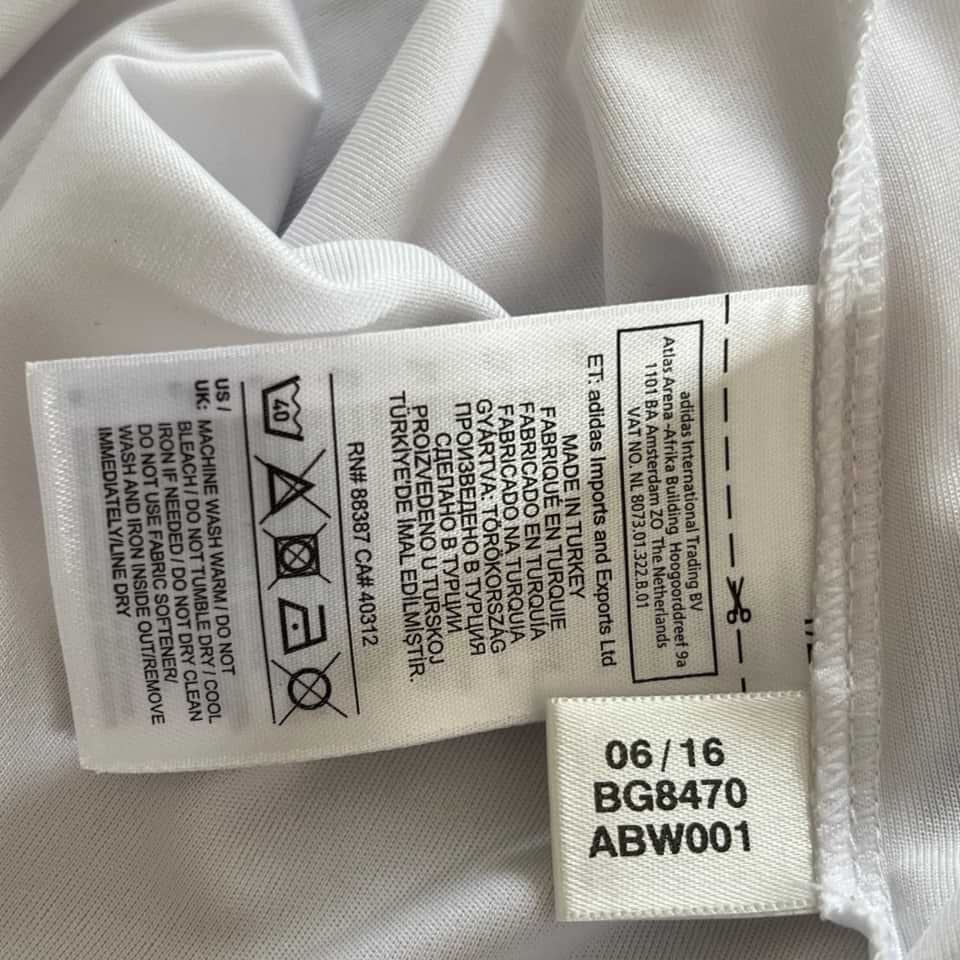 adidas International Trading BV
Atlas Arena -Afrika Building Hoogoorddreef 9a
1101 BA Amsterdam ZO The Netherlands
VAT NO. NL 8073.01.322.B.01
ET: adidas Imports and Exports Ltd
MADE IN TURKEY
FABRIQUÉ EN TURQUIE
FABRICADO EN TURQUÍA
FABRICADO NA TURQUIA
GYÁRTVA: TÖRÖKORSZÁG
ПРОИЗВЕДЕНО В ТУРЦИЯ
СДЕЛАНО В ТУРЦИИ
PROIZVEDENO U TURSKOJ
TÜRKİYE'DE İMAL EDİLMİŞTİR.
RN# 88387 CA# 40312
40
US /
UK: MACHINE WASH WARM / DO NOT
BLEACH / DO NOT TUMBLE DRY / COOL
IRON IF NEEDED / DO NOT DRY CLEAN
DO NOT USE FABRIC SOFTENER/
WASH AND IRON INSIDE OUT/REMOVE
IMMEDIATELY/LINE DRY
06 / 16
BG8470
ABW001